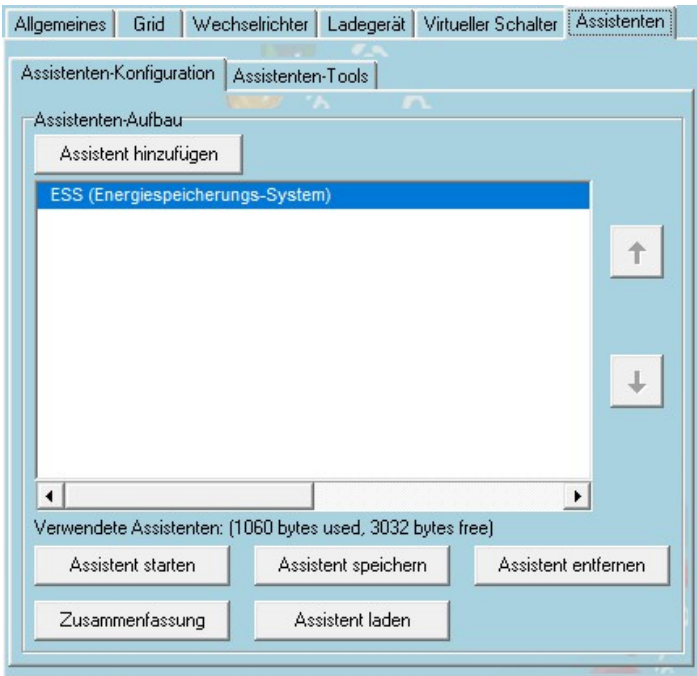 Allgemeines Grid Wechselrichter Ladegerät Virtueller Schalter Assistenten
Assistenten-Konfiguration Assistenten-Tools
Assistenten-Aufbau
Assistent hinzufügen
ESS (Energiespeicherungs-System)
Verwendete Assistenten: (1060 bytes used, 3032 bytes free)
Assistent starten Assistent speichern Assistent entfernen
Zusammenfassung Assistent laden